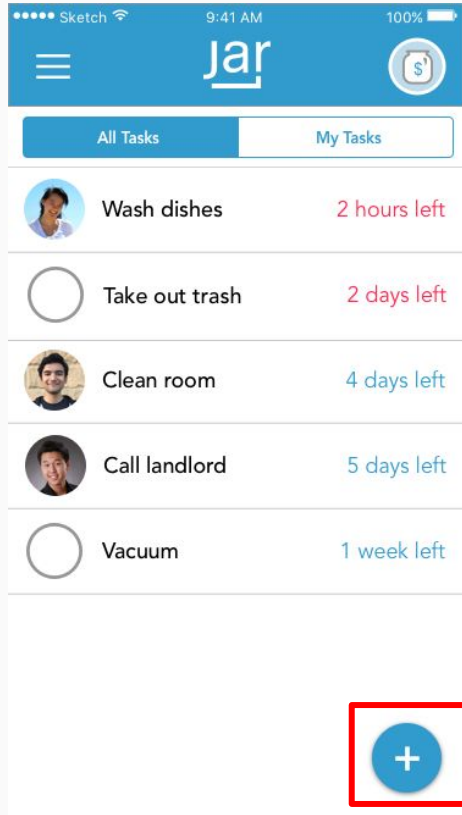 Sketch 9:41 AM 100%
Jar
$
All Tasks My Tasks
Wash dishes 2 hours left
Take out trash 2 days left
Clean room 4 days left
Call landlord 5 days left
Vacuum 1 week left
+